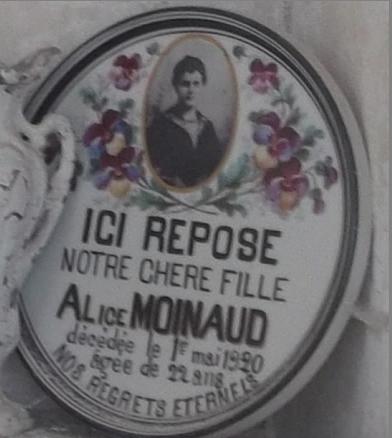 ICI REPOSE
NOTRE CHERE FILLE
ALICE MOINAUD
décédée le 1er mai 1920
âgée de 22 ans
NOS REGRETS ETERNELS